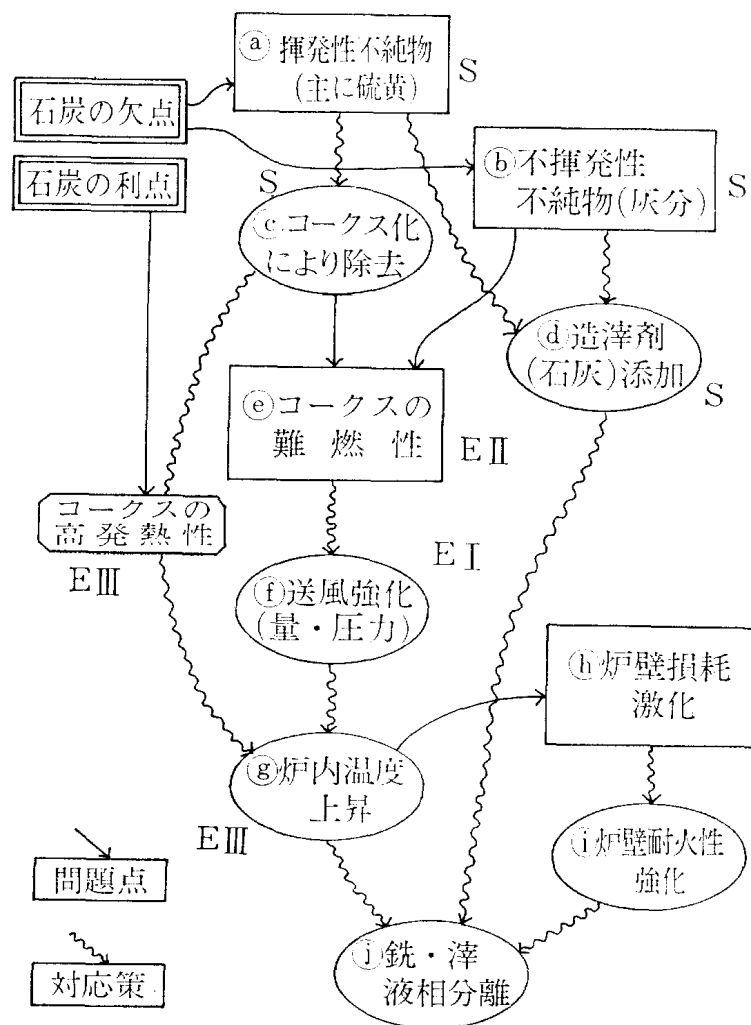 ⓐ 揮発性不純物
(主に硫黄)
S
石炭の欠点
石炭の利点
ⓑ 不揮発性
不純物(灰分)
S
S
ⓒコークス化
により除去
ⓓ造滓剤
(石灰)添加
S
ⓔコークスの
難燃性
EⅡ
コークスの
高発熱性
EⅢ
EⅠ
ⓕ送風強化
(量・圧力)
ⓗ炉壁損耗
激化
ⓖ炉内温度
上昇
EⅢ
ⓘ炉壁耐火性
強化
問題点
ⓙ銑・滓
液相分離
対応策